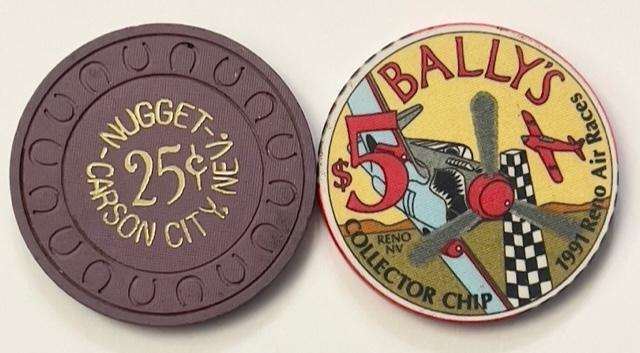 -NUGGET-
25¢
CARSON CITY, NEV.
BALLY'S
$5
RENO
NV
COLLECTOR CHIP
1991 Reno Air Races